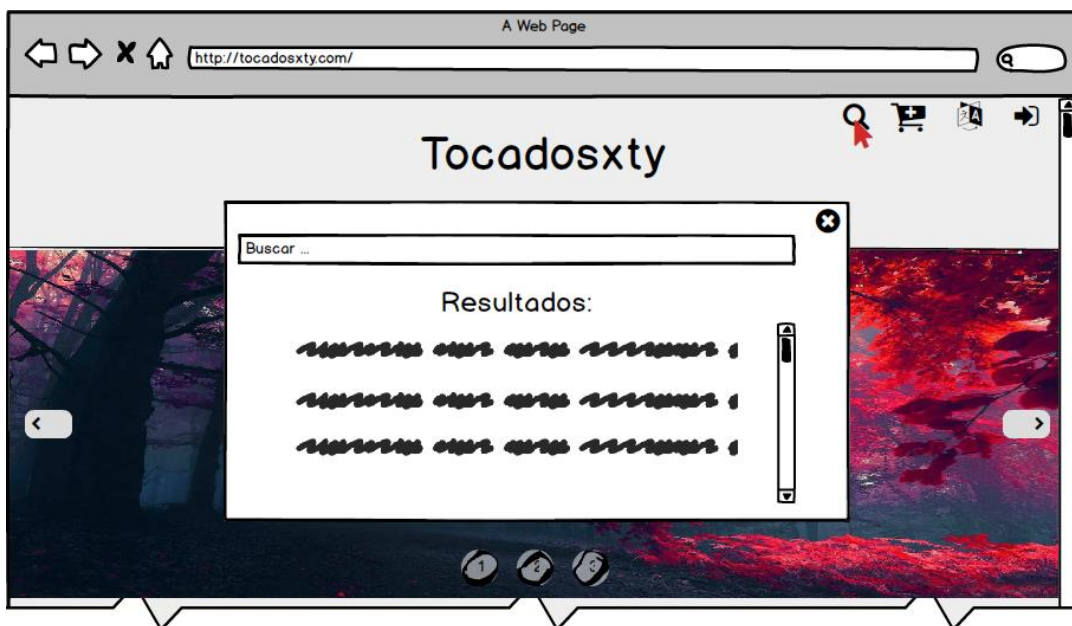 A Web Page
http://tocadosxty.com/
Tocadosxty
Buscar ...
Resultados:
1 2 3